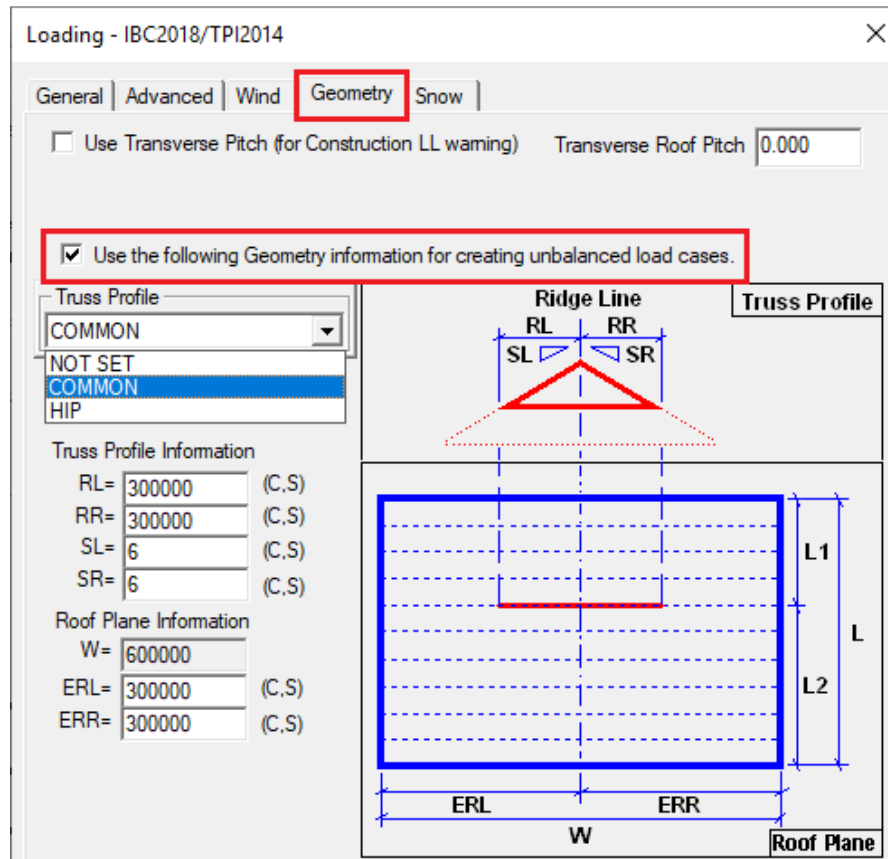 Loading - IBC2018/TPI2014
General Advanced Wind Geometry Snow
Use Transverse Pitch (for Construction LL warning) Transverse Roof Pitch 0.000
Use the following Geometry information for creating unbalanced load cases.
Truss Profile
COMMON
NOT SET
COMMON
HIP
Truss Profile Information
RL= 300000 (C,S)
RR= 300000 (C,S)
SL= 6 (C,S)
SR= 6 (C,S)
Roof Plane Information
W= 600000
ERL= 300000 (C,S)
ERR= 300000 (C,S)
Ridge Line
Truss Profile
RL RR
SL SR
L1
L
L2
ERL ERR
W
Roof Plane